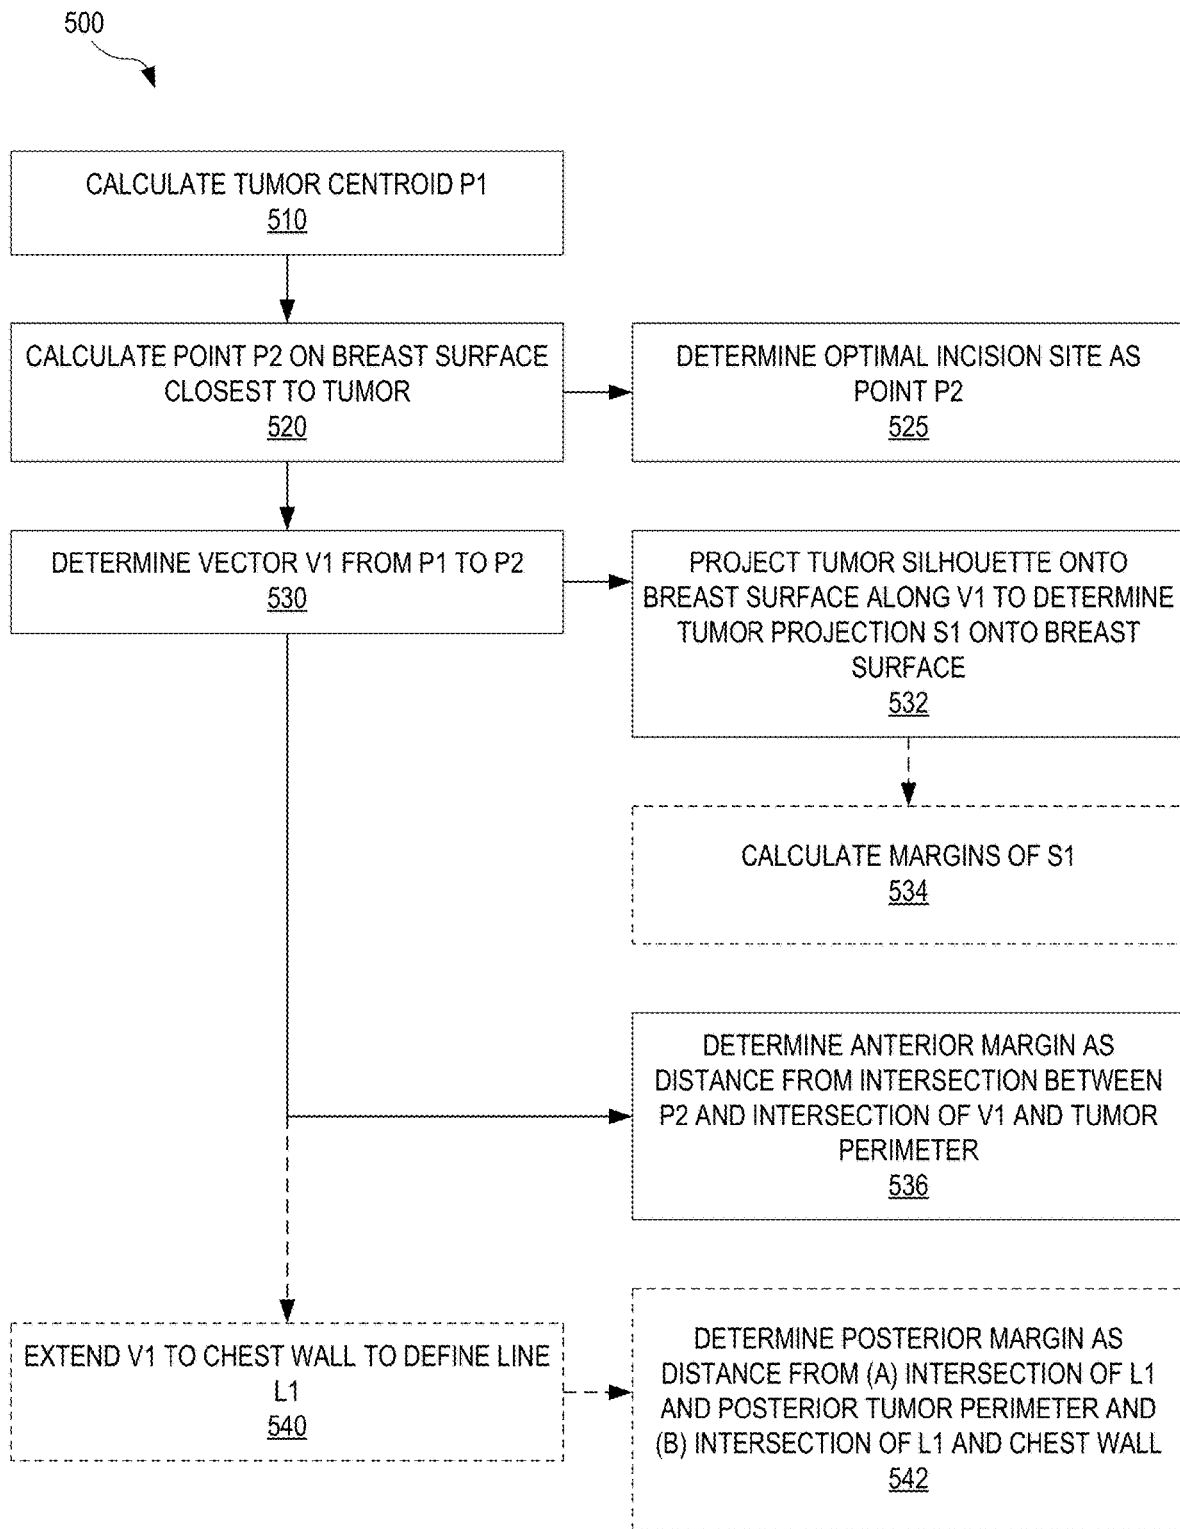 500
CALCULATE TUMOR CENTROID P1
510
CALCULATE POINT P2 ON BREAST SURFACE
CLOSEST TO TUMOR
520
DETERMINE OPTIMAL INCISION SITE AS
POINT P2
525
DETERMINE VECTOR V1 FROM P1 TO P2
530
PROJECT TUMOR SILHOUETTE ONTO
BREAST SURFACE ALONG V1 TO DETERMINE
TUMOR PROJECTION S1 ONTO BREAST
SURFACE
532
CALCULATE MARGINS OF S1
534
DETERMINE ANTERIOR MARGIN AS
DISTANCE FROM INTERSECTION BETWEEN
P2 AND INTERSECTION OF V1 AND TUMOR
PERIMETER
536
EXTEND V1 TO CHEST WALL TO DEFINE LINE
L1
540
DETERMINE POSTERIOR MARGIN AS
DISTANCE FROM (A) INTERSECTION OF L1
AND POSTERIOR TUMOR PERIMETER AND
(B) INTERSECTION OF L1 AND CHEST WALL
542